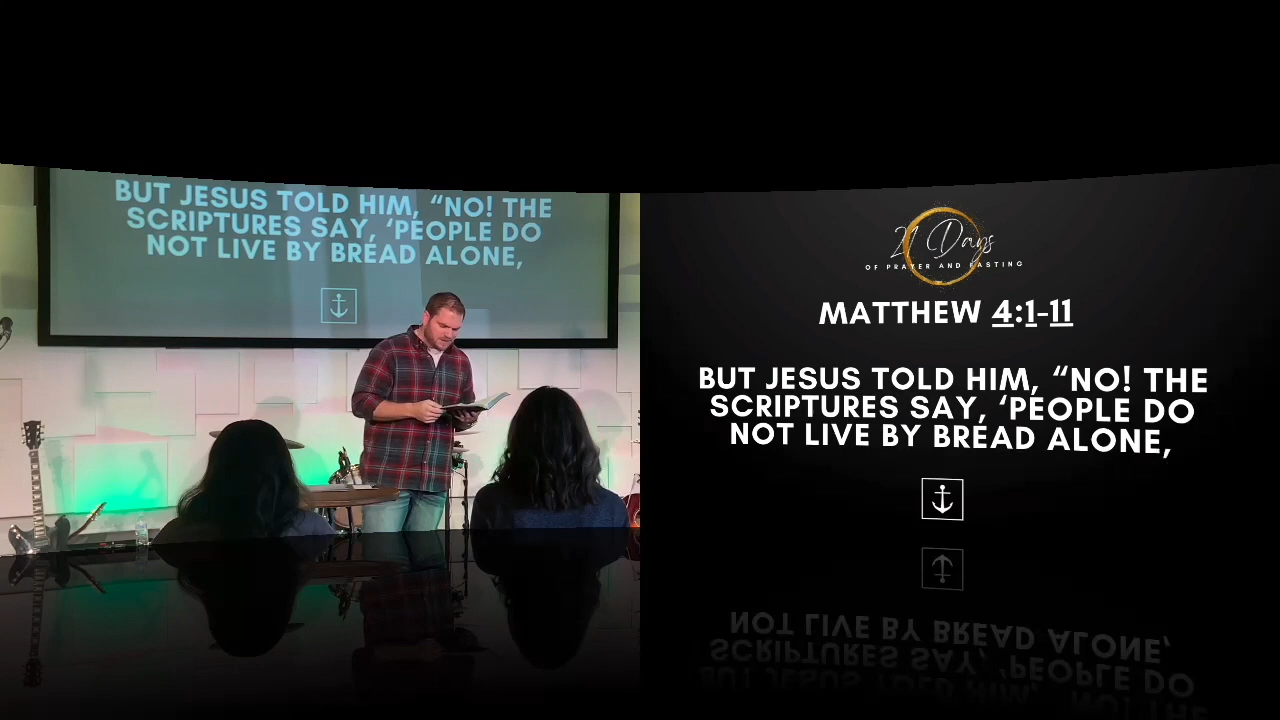 BUT JESUS TOLD HIM, “NO! THE
SCRIPTURES SAY, ‘PEOPLE DO
NOT LIVE BY BREAD ALONE,
21 Days
OF PRAYER AND FASTING
MATTHEW 4:1-11
BUT JESUS TOLD HIM, “NO! THE
SCRIPTURES SAY, ‘PEOPLE DO
NOT LIVE BY BREAD ALONE,